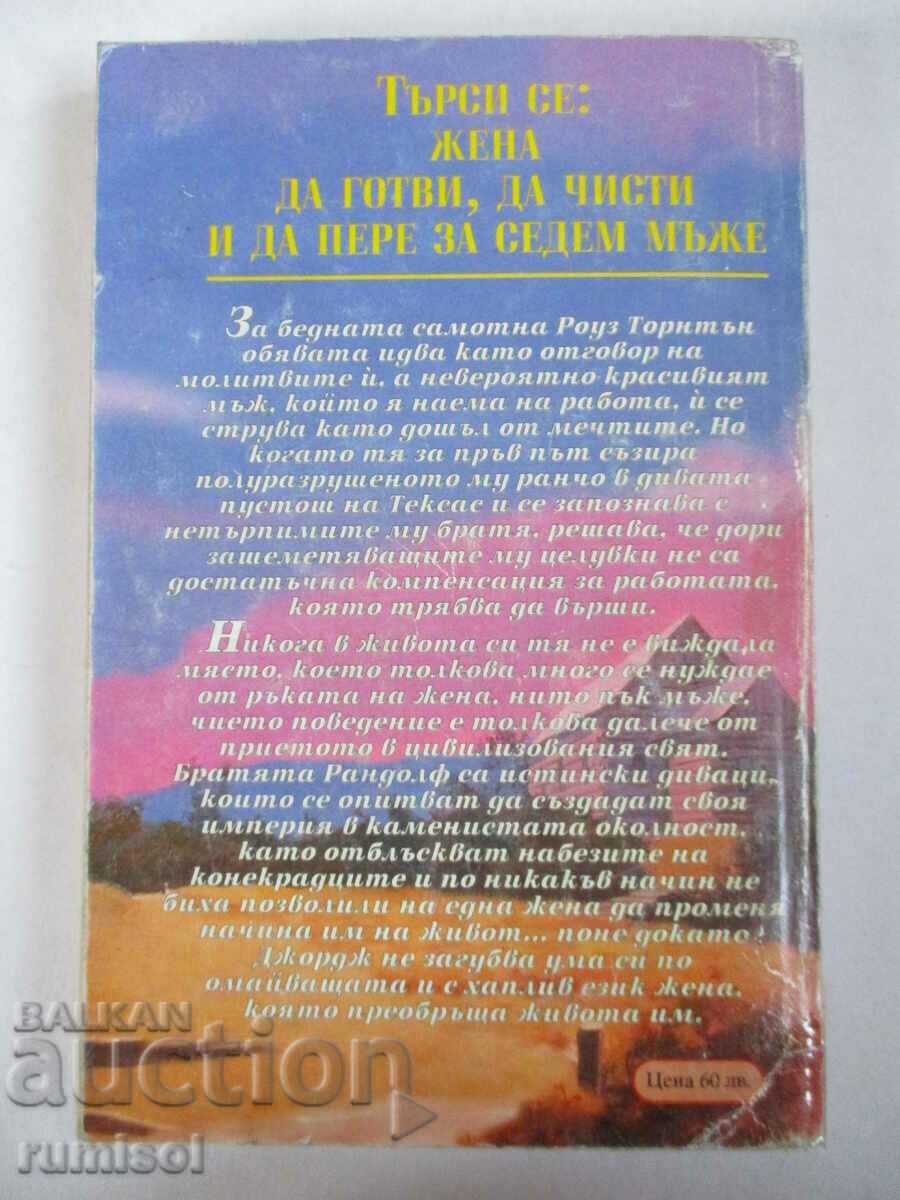 ТЪРСИ СЕ:
ЖЕНА
ДА ГОТВИ, ДА ЧИСТИ
И ДА ПЕРЕ ЗА СЕДЕМ МЪЖЕ
За бедната самотна Роуз Торнтън
обявата идва като отговор на
молитвите ѝ, а невероятно красивият
мъж, който я наема на работа, ѝ се
струва като дошъл от мечтите. Но
когато тя за пръв път съзира
полуразрушеното му ранчо в дивата
пустош на Тексас и се запознава с
нетърпимите му братя, решава, че дори
зашеметяващите му целувки не са
достатъчна компенсация за работата,
която трябва да върши.
Никога в живота си тя не е виждала
място, което толкова много се нуждае
от ръката на жена, нито пък мъже,
чието поведение е толкова далече от
приетото в цивилизования свят.
Братята Рандолф са истински диваци,
които се опитват да създадат своя
империя в каменистата околност,
като отблъскват набезите на
конекрадците и по никакъв начин не
биха позволили на една жена да променя
начина им на живот... поне докато
Джордж не загубва ума си по
омайващата и с хаплив език жена,
която преобръща живота им.
Цена 60 лв.
BALKAN
auction
rumisol